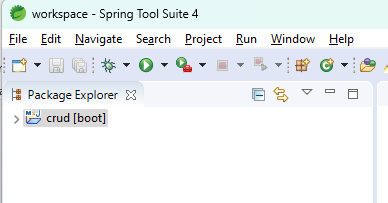 workspace - Spring Tool Suite 4
File Edit Navigate Search Project Run Window Help
Package Explorer
crud [boot]